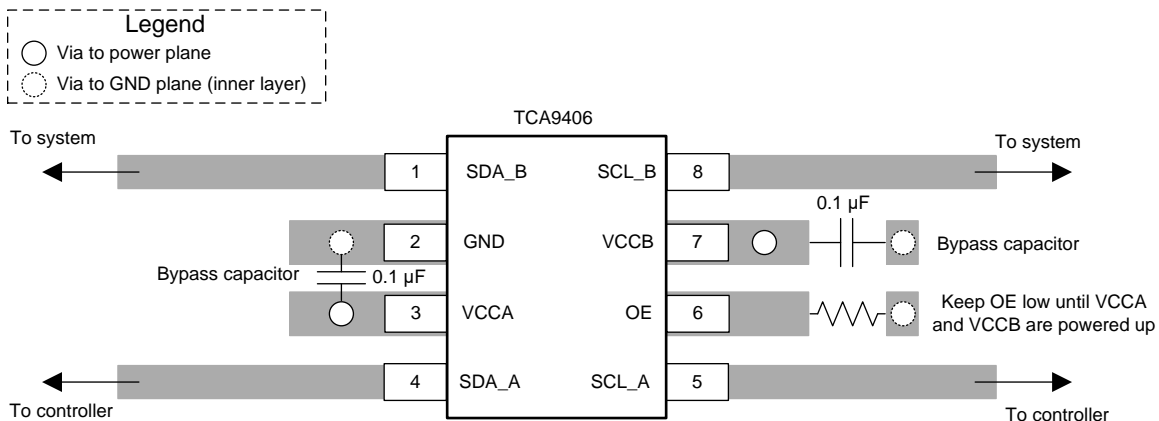 Legend
Via to power plane
Via to GND plane (inner layer)
TCA9406
To system
To system
1
SDA_B
SCL_B
8
0.1 µF
2
GND
VCCB
7
Bypass capacitor
Bypass capacitor
0.1 µF
3
VCCA
OE
6
Keep OE low until VCCA
and VCCB are powered up
4
SDA_A
SCL_A
5
To controller
To controller